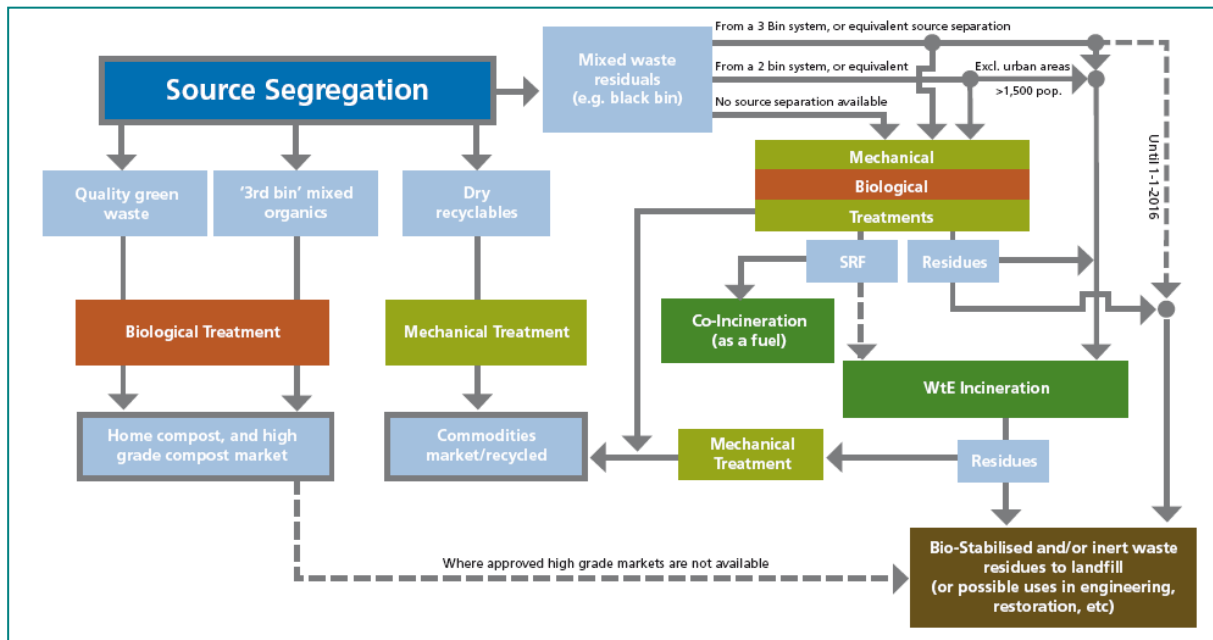 From a 3 Bin system, or equivalent source separation
Mixed waste
residuals
(e.g. black bin)
Source Segregation
From a 2 bin system, or equivalent
Excl. urban areas
>1,500 pop.
No source separation available
Mechanical
Biological
Treatments
Until 1-1-2016
Quality green
waste
‘3rd bin’ mixed
organics
Dry
recyclables
SRF
Residues
Biological Treatment
Mechanical Treatment
Co-Incineration
(as a fuel)
WtE Incineration
Home compost, and high
grade compost market
Commodities
market/recycled
Mechanical
Treatment
Residues
Where approved high grade markets are not available
Bio-Stabilised and/or inert waste
residues to landfill
(or possible uses in engineering,
restoration, etc)